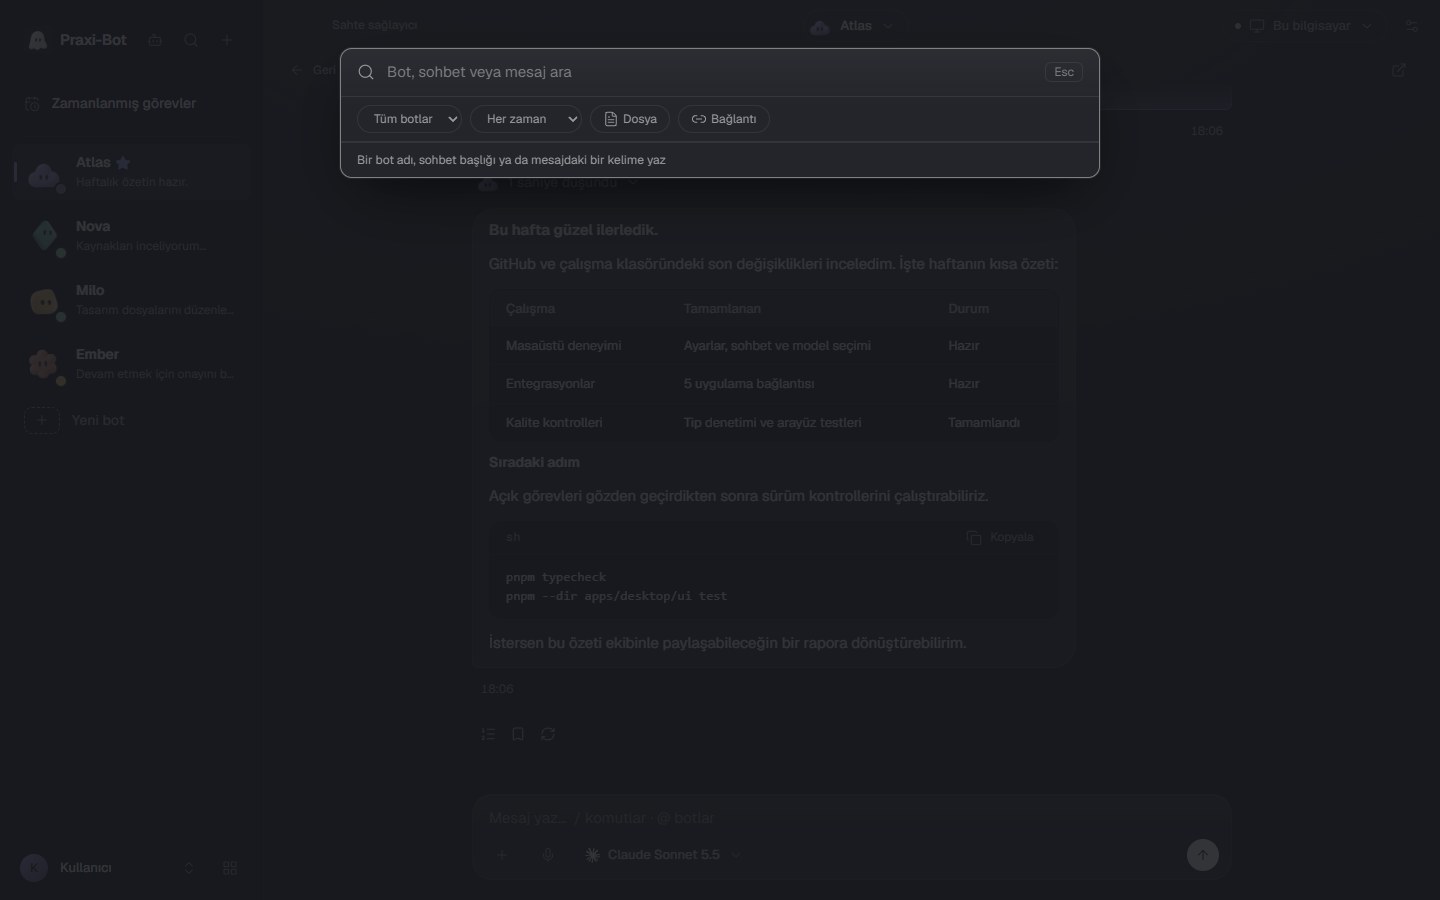 Praxi-Bot
Sahte sağlayıcı
Atlas
Bu bilgisayar
Geri
Bot, sohbet veya mesaj ara
Esc
Tüm botlar
Her zaman
Dosya
Bağlantı
Bir bot adı, sohbet başlığı ya da mesajdaki bir kelime yaz
Zamanlanmış görevler
Atlas
Haftalık özetin hazır.
Nova
Kaynakları inceliyorum...
Milo
Tasarım dosyalarını düzenle...
Ember
Devam etmek için onayını b...
Yeni bot
18:06
1 saniye düşündü
Bu hafta güzel ilerledik.
GitHub ve çalışma klasöründeki son değişiklikleri inceledim. İşte haftanın kısa özeti:
Çalışma Tamamlanan Durum
Masaüstü deneyimi Ayarlar, sohbet ve model seçimi Hazır
Entegrasyonlar 5 uygulama bağlantısı Hazır
Kalite kontrolleri Tip denetimi ve arayüz testleri Tamamlandı
Sıradaki adım
Açık görevleri gözden geçirdikten sonra sürüm kontrollerini çalıştırabiliriz.
sh
Kopyala
pnpm typecheck
pnpm --dir apps/desktop/ui test
İstersen bu özeti ekibinle paylaşabileceğin bir rapora dönüştürebilirim.
18:06
Mesaj yaz… / komutlar · @ botlar
Claude Sonnet 5.5
K
Kullanıcı